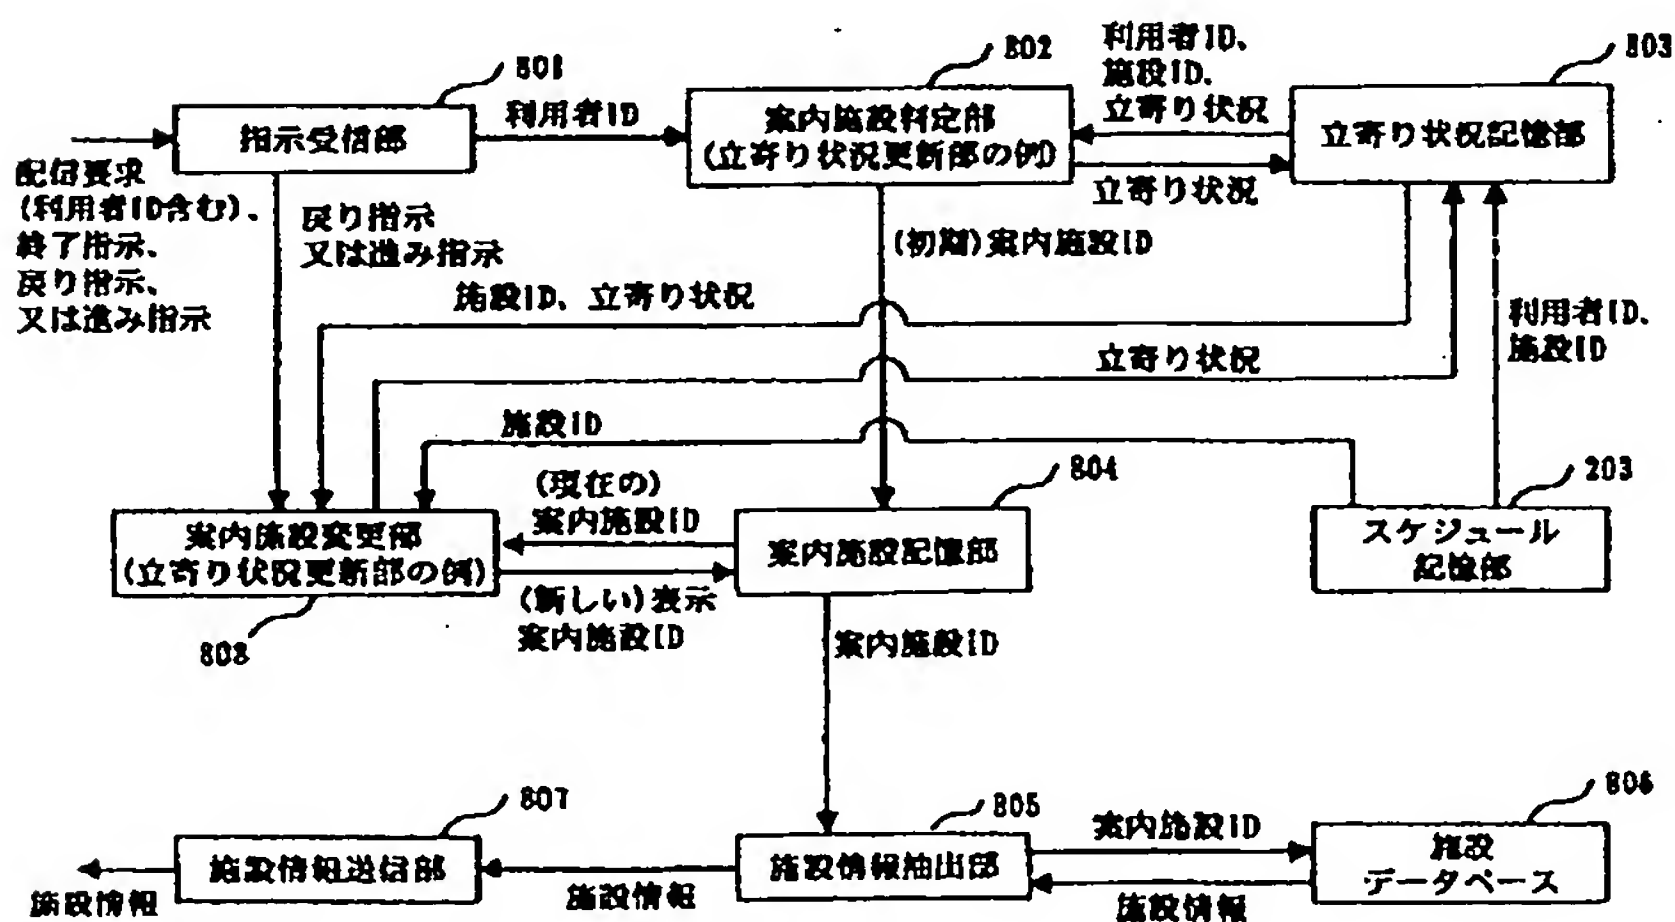 801
指示受信部
配信要求
(利用者ID含む)、
終了指示、
戻り指示、
又は進み指示
利用者ID
戻り指示
又は進み指示
802
案内施設判定部
(立寄り状況更新部の例)
利用者ID、
施設ID、
立寄り状況
立寄り状況
803
立寄り状況記憶部
(初期)案内施設ID
施設ID、立寄り状況
立寄り状況
利用者ID、
施設ID
施設ID
案内施設変更部
(立寄り状況更新部の例)
808
(現在の)
案内施設ID
(新しい)表示
案内施設ID
804
案内施設記憶部
203
スケジュール
記憶部
案内施設ID
807
施設情報送信部
施設情報
施設情報
805
施設情報抽出部
案内施設ID
施設情報
806
施設
データベース